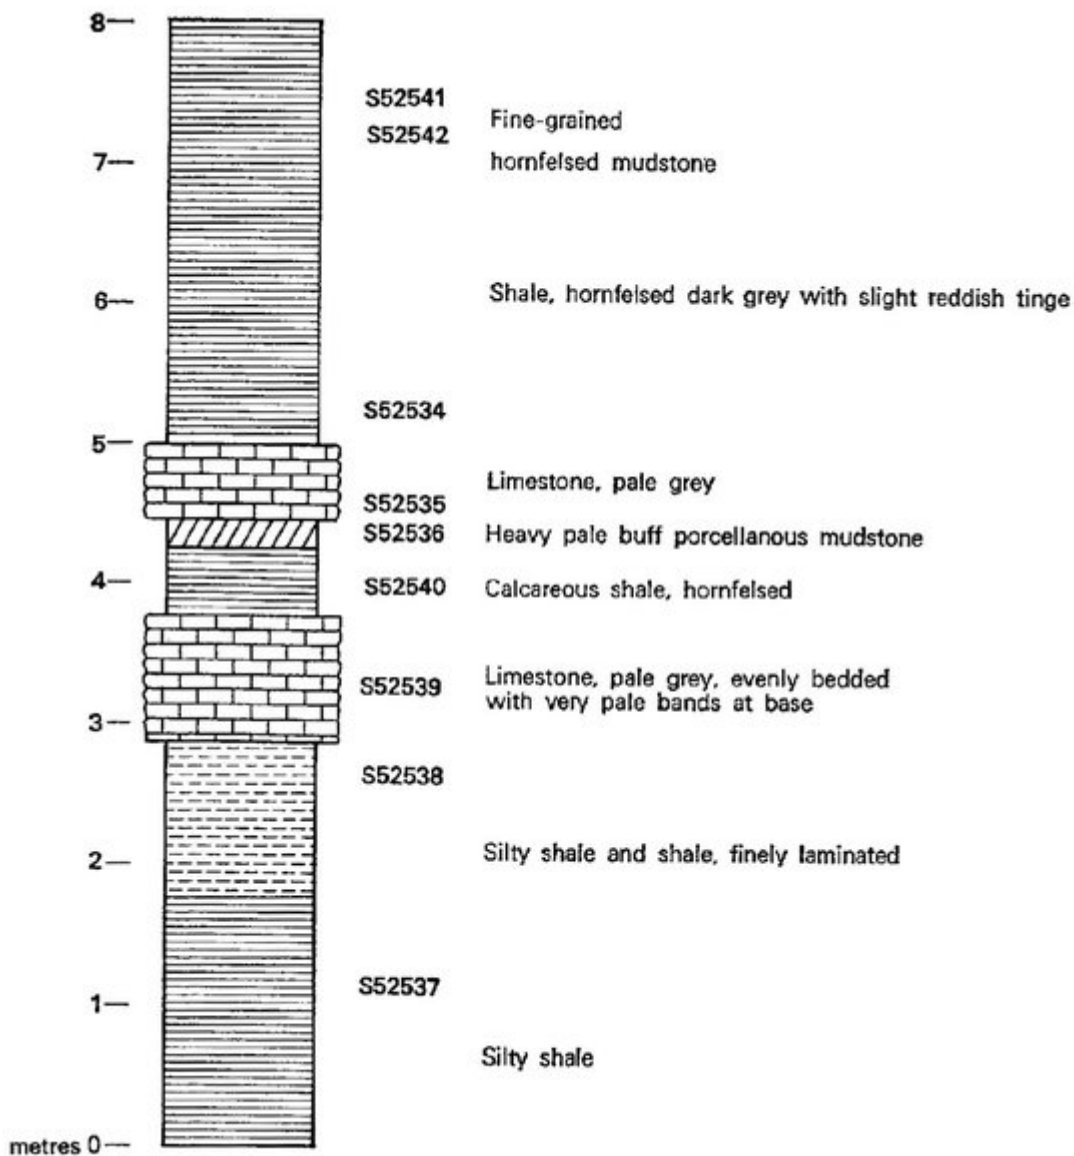 8
S52541
Fine-grained
S52542
7
hornfelsed mudstone
6
Shale, hornfelsed dark grey with slight reddish tinge
S52534
5
Limestone, pale grey
S52535
S52536 Heavy pale buff porcellanous mudstone
4
S52540 Calcareous shale, hornfelsed
S52539
Limestone, pale grey, evenly bedded
with very pale bands at base
3
S52538
2
Silty shale and shale, finely laminated
S52537
1
Silty shale
metres 0